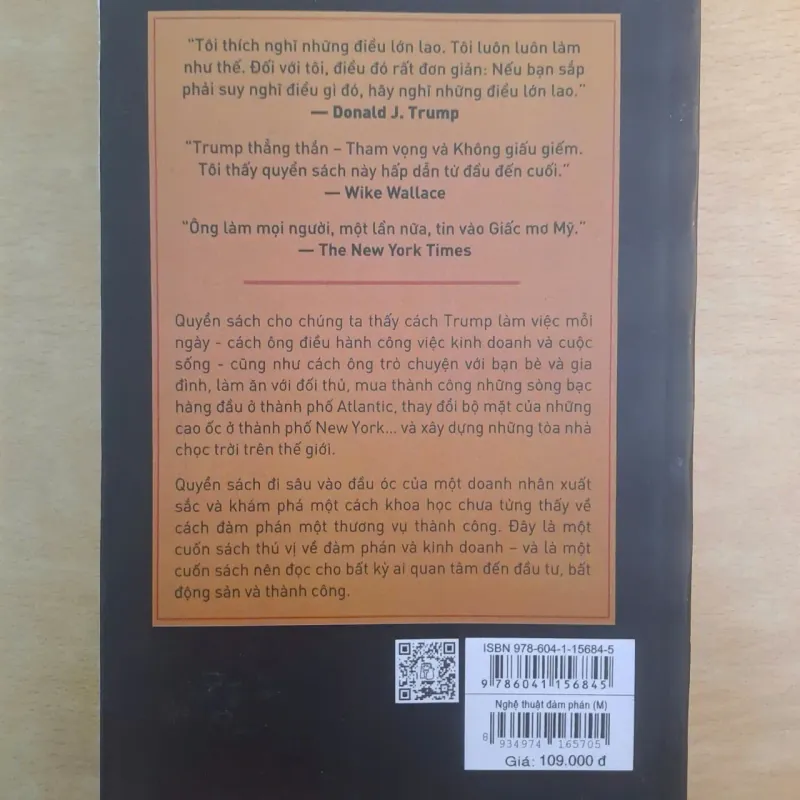 “Tôi thích nghĩ những điều lớn lao. Tôi luôn luôn làm
như thế. Đối với tôi, điều đó rất đơn giản: Nếu bạn sắp
phải suy nghĩ điều gì đó, hãy nghĩ những điều lớn lao.”
— Donald J. Trump
“Trump thẳng thắn – Tham vọng và Không giấu giếm.
Tôi thấy quyển sách này hấp dẫn từ đầu đến cuối.”
— Wike Wallace
“Ông làm mọi người, một lần nữa, tin vào Giấc mơ Mỹ.”
— The New York Times
Quyển sách cho chúng ta thấy cách Trump làm việc mỗi
ngày - cách ông điều hành công việc kinh doanh và cuộc
sống - cũng như cách ông trò chuyện với bạn bè và gia
đình, làm ăn với đối thủ, mua thành công những sòng bạc
hàng đầu ở thành phố Atlantic, thay đổi bộ mặt của những
cao ốc ở thành phố New York... và xây dựng những tòa nhà
chọc trời trên thế giới.
Quyển sách đi sâu vào đầu óc của một doanh nhân xuất
sắc và khám phá một cách khoa học chưa từng thấy về
cách đàm phán một thương vụ thành công. Đây là một
cuốn sách thú vị về đàm phán và kinh doanh – và là một
cuốn sách nên đọc cho bất kỳ ai quan tâm đến đầu tư, bất
động sản và thành công.
ISBN 978-604-1-15684-5
9 786041 156845
Nghệ thuật đàm phán (M)
8 934974 165705
Giá: 109.000 đ